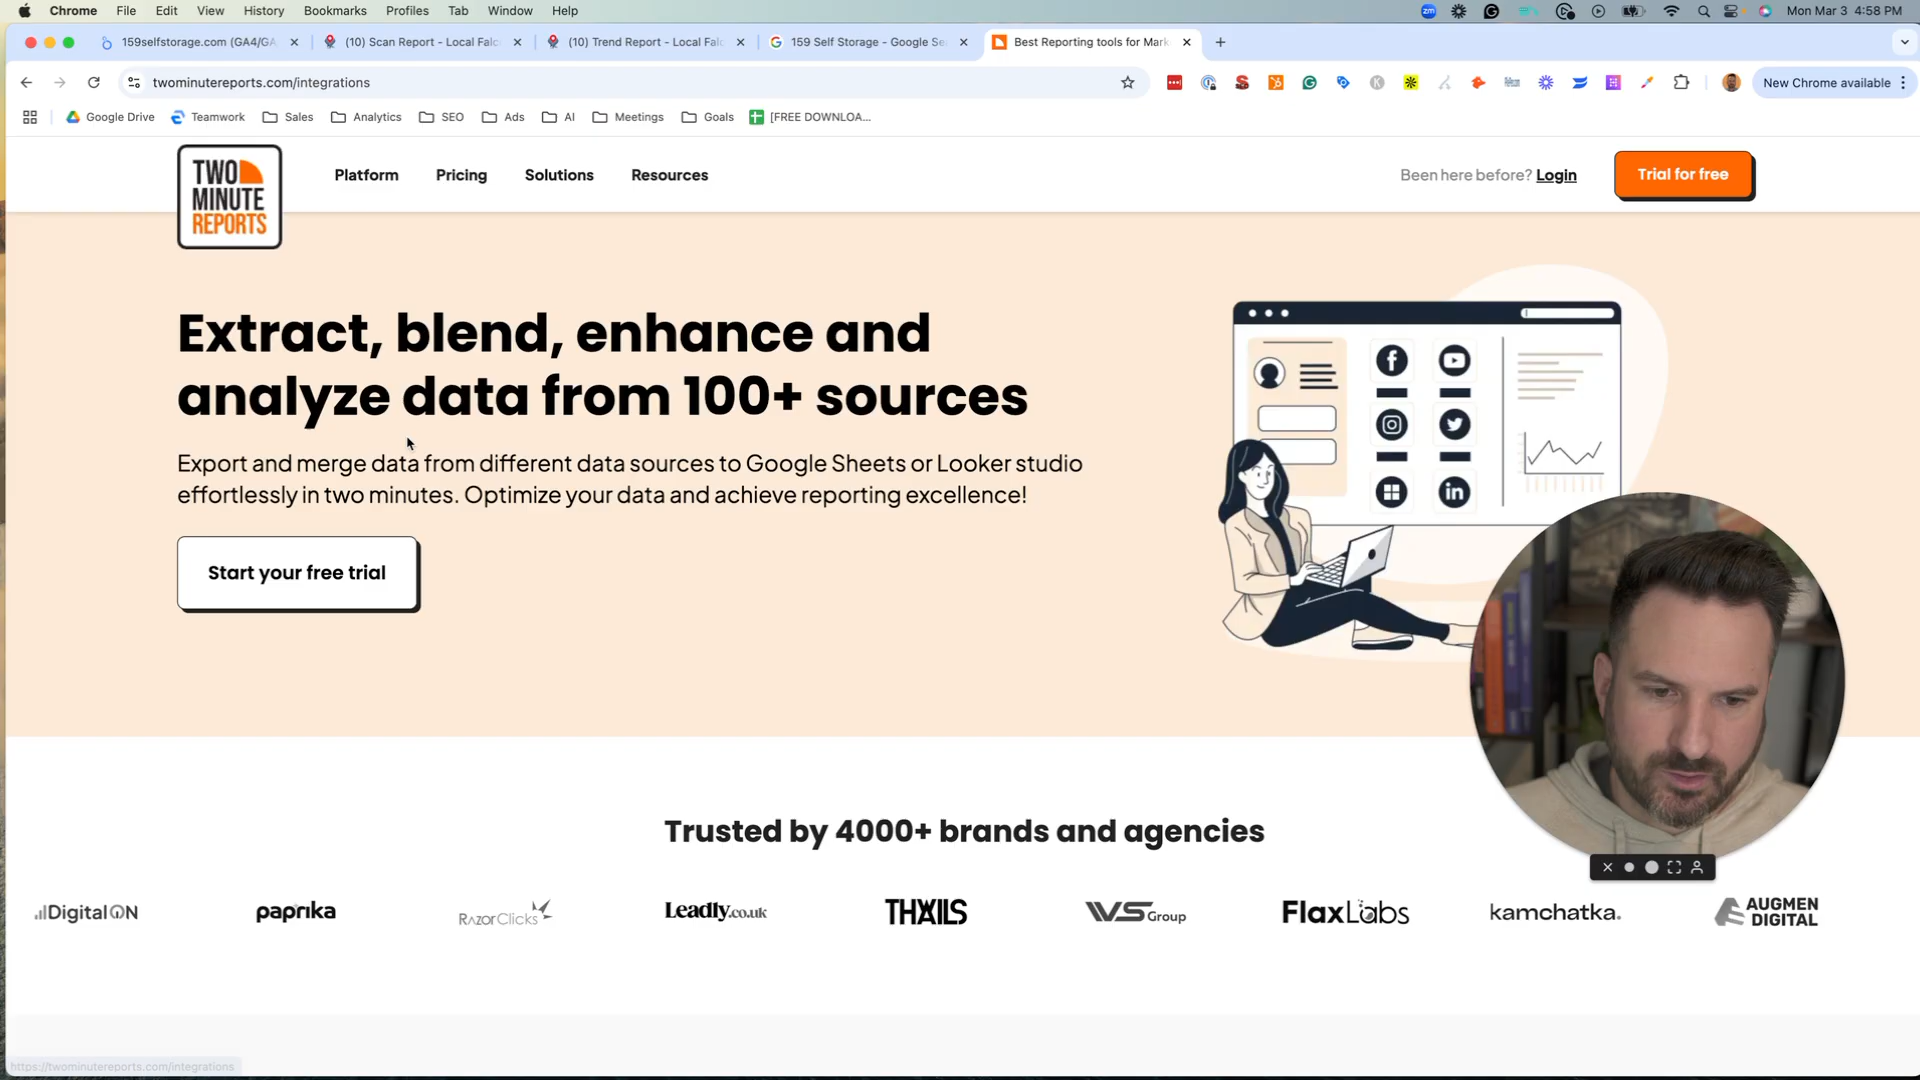 Chrome File Edit View History Bookmarks Profiles Tab Window Help
zm
Mon Mar 3 4:58 PM
159selfstorage.com (GA4/GA
(10) Scan Report - Local Falc
(10) Trend Report - Local Falc
159 Self Storage - Google Se
Best Reporting tools for Mark
twominutereports.com/integrations
New Chrome available
Google Drive
Teamwork
Sales
Analytics
SEO
Ads
AI
Meetings
Goals
[FREE DOWNLOA...
TWO
MINUTE
REPORTS
Platform
Pricing
Solutions
Resources
Been here before? Login
Trial for free
Extract, blend, enhance and
analyze data from 100+ sources
Export and merge data from different data sources to Google Sheets or Looker studio
effortlessly in two minutes. Optimize your data and achieve reporting excellence!
Start your free trial
Trusted by 4000+ brands and agencies
DigitalON
paprika
RazorClicks
Leadly.co.uk
THXILS
VS Group
FlaxLabs
kamchatka.
AUGMEN
DIGITAL
https://twominutereports.com/integrations